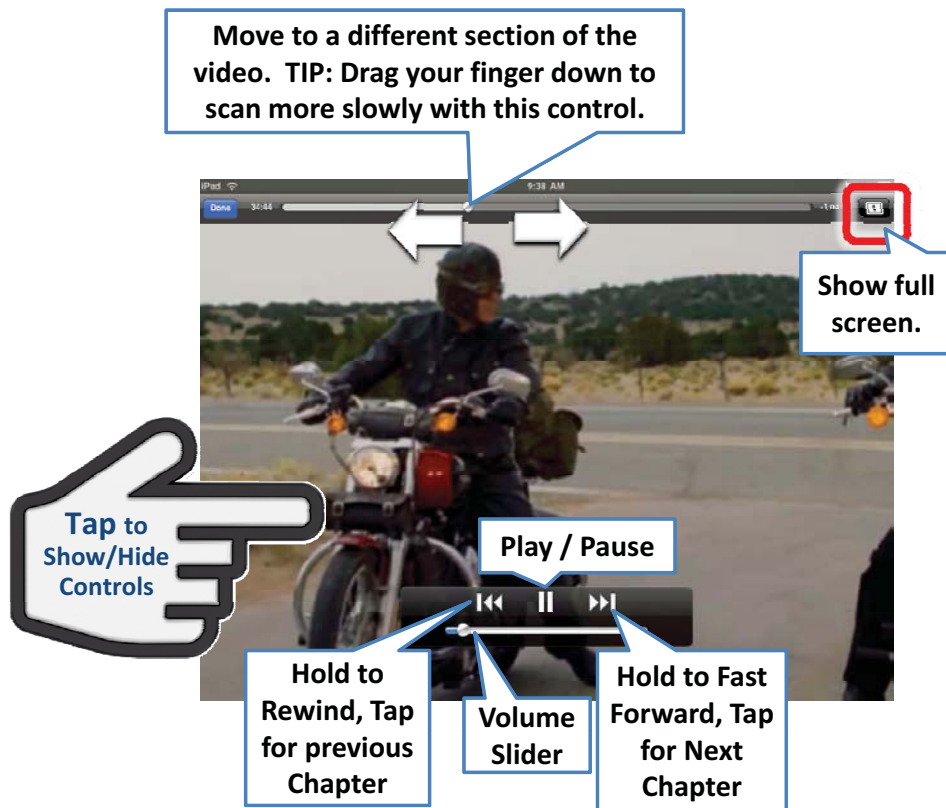 Move to a different section of the
video. TIP: Drag your finger down to
scan more slowly with this control.
iPad
9:38 AM
Done
34:44
Show full
screen.
Tap to
Show/Hide
Controls
Play / Pause
Hold to
Rewind, Tap
for previous
Chapter
Volume
Slider
Hold to Fast
Forward, Tap
for Next
Chapter